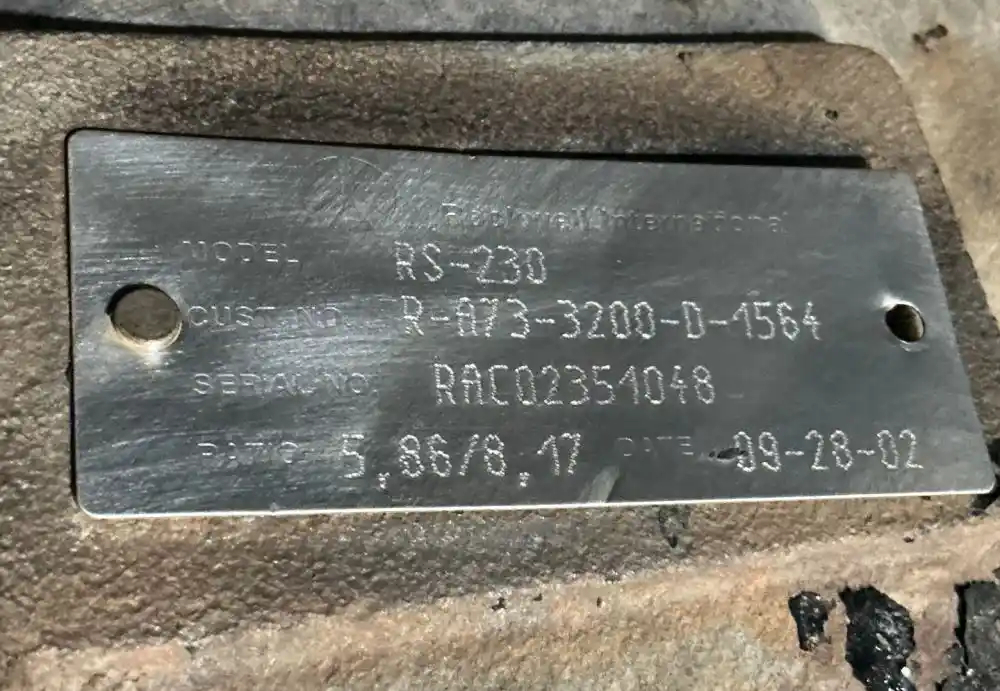 Rockwell International
MODEL RS-230
CUST. NO. R-A73-3200-D-1564
SERIAL NO. RAC02351048
RATIO 5,86/8,17 DATE 09-28-02